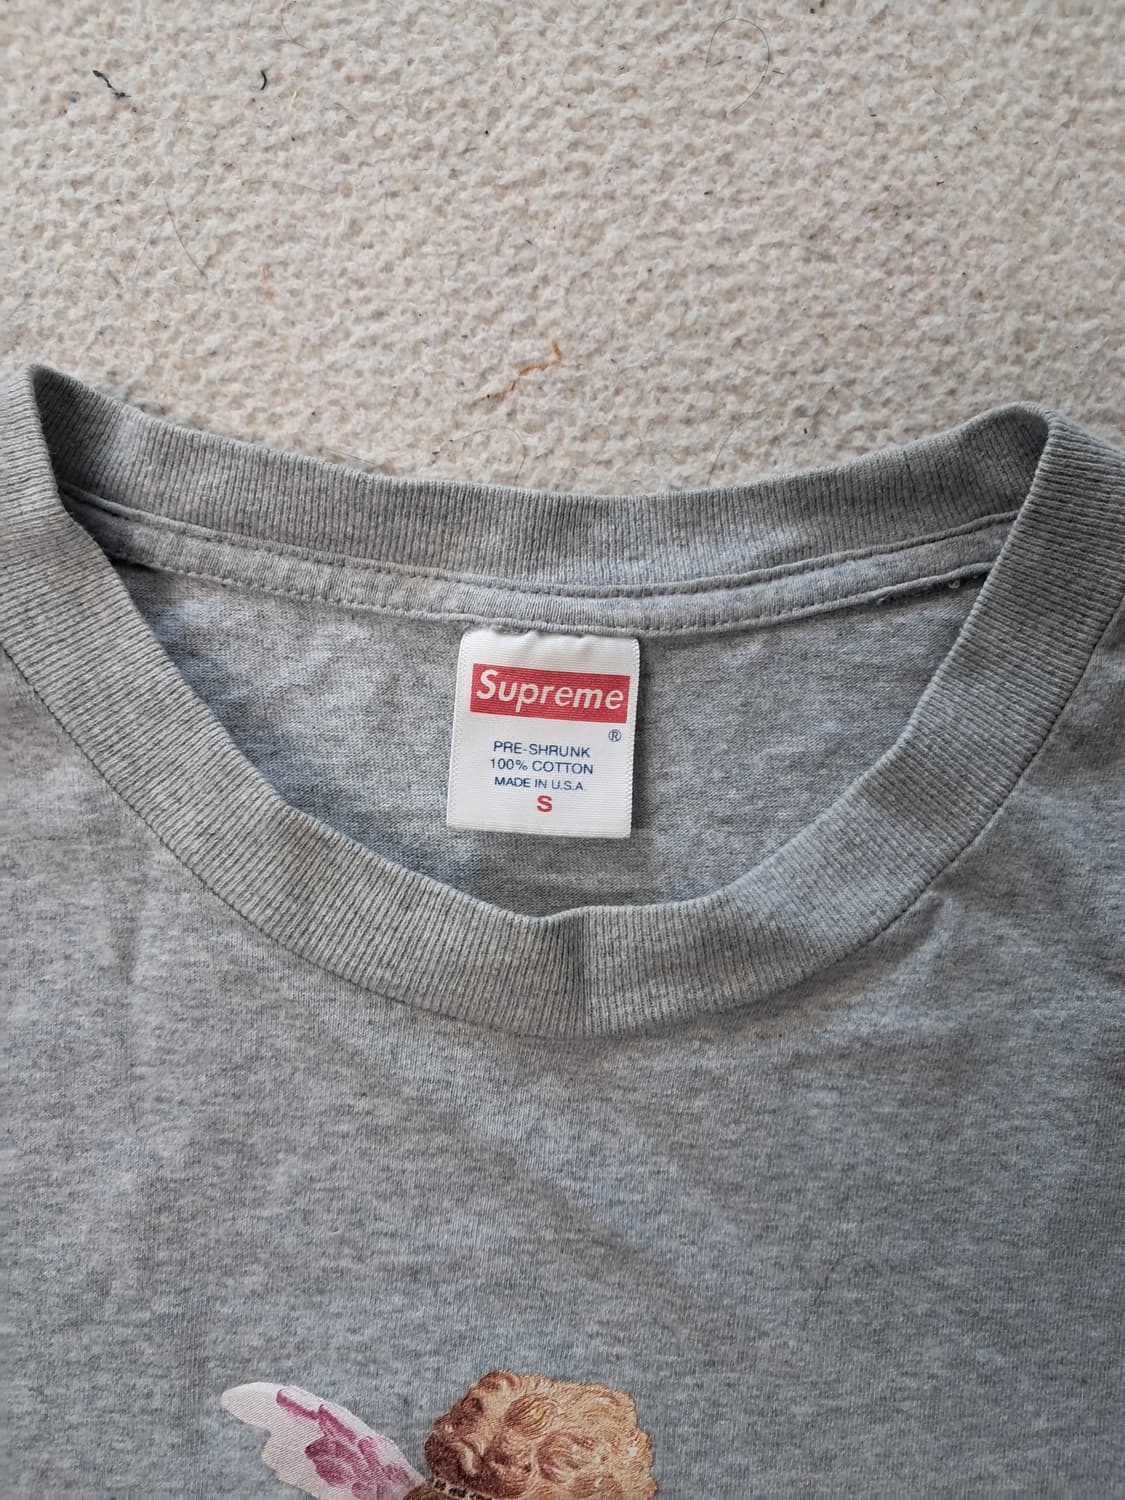 Supreme
®
PRE-SHRUNK
100% COTTON
MADE IN U.S.A.
S